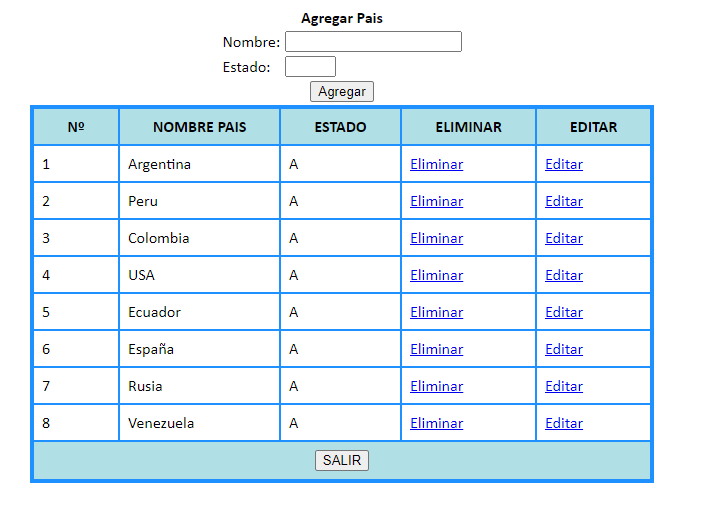 Agregar Pais
Nombre:
Estado:
Agregar
Nº NOMBRE PAIS ESTADO ELIMINAR EDITAR
1 Argentina A Eliminar Editar
2 Peru A Eliminar Editar
3 Colombia A Eliminar Editar
4 USA A Eliminar Editar
5 Ecuador A Eliminar Editar
6 España A Eliminar Editar
7 Rusia A Eliminar Editar
8 Venezuela A Eliminar Editar
SALIR